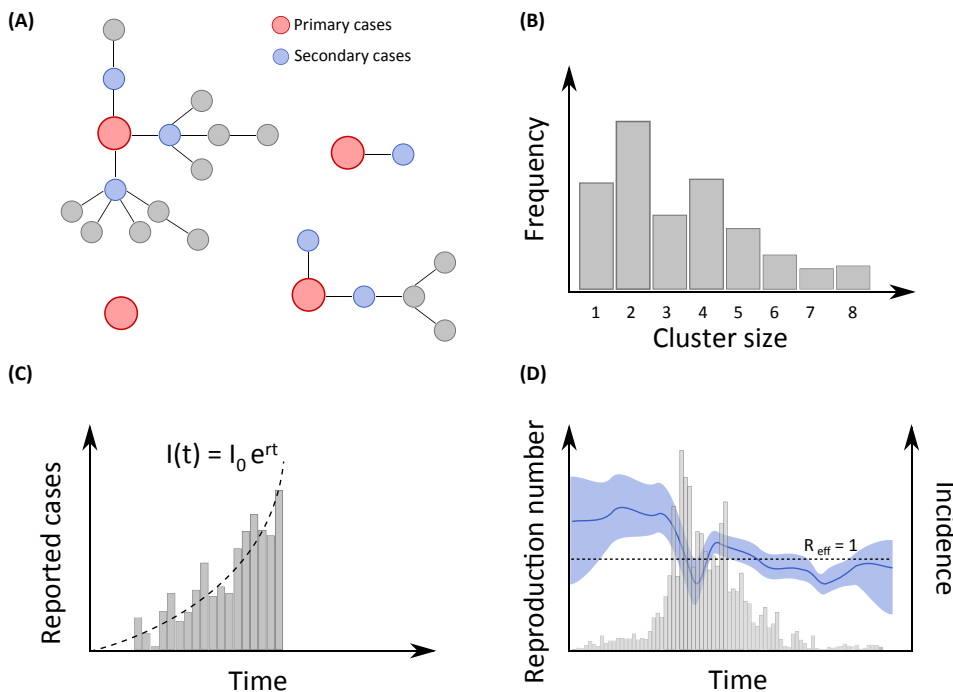 (A)
Primary cases
Secondary cases
(B)
Frequency
1 2 3 4 5 6 7 8
Cluster size
(C)
I(t) = I₀ eʳᵗ
Reported cases
Time
(D)
Reproduction number
R eff = 1
Incidence
Time